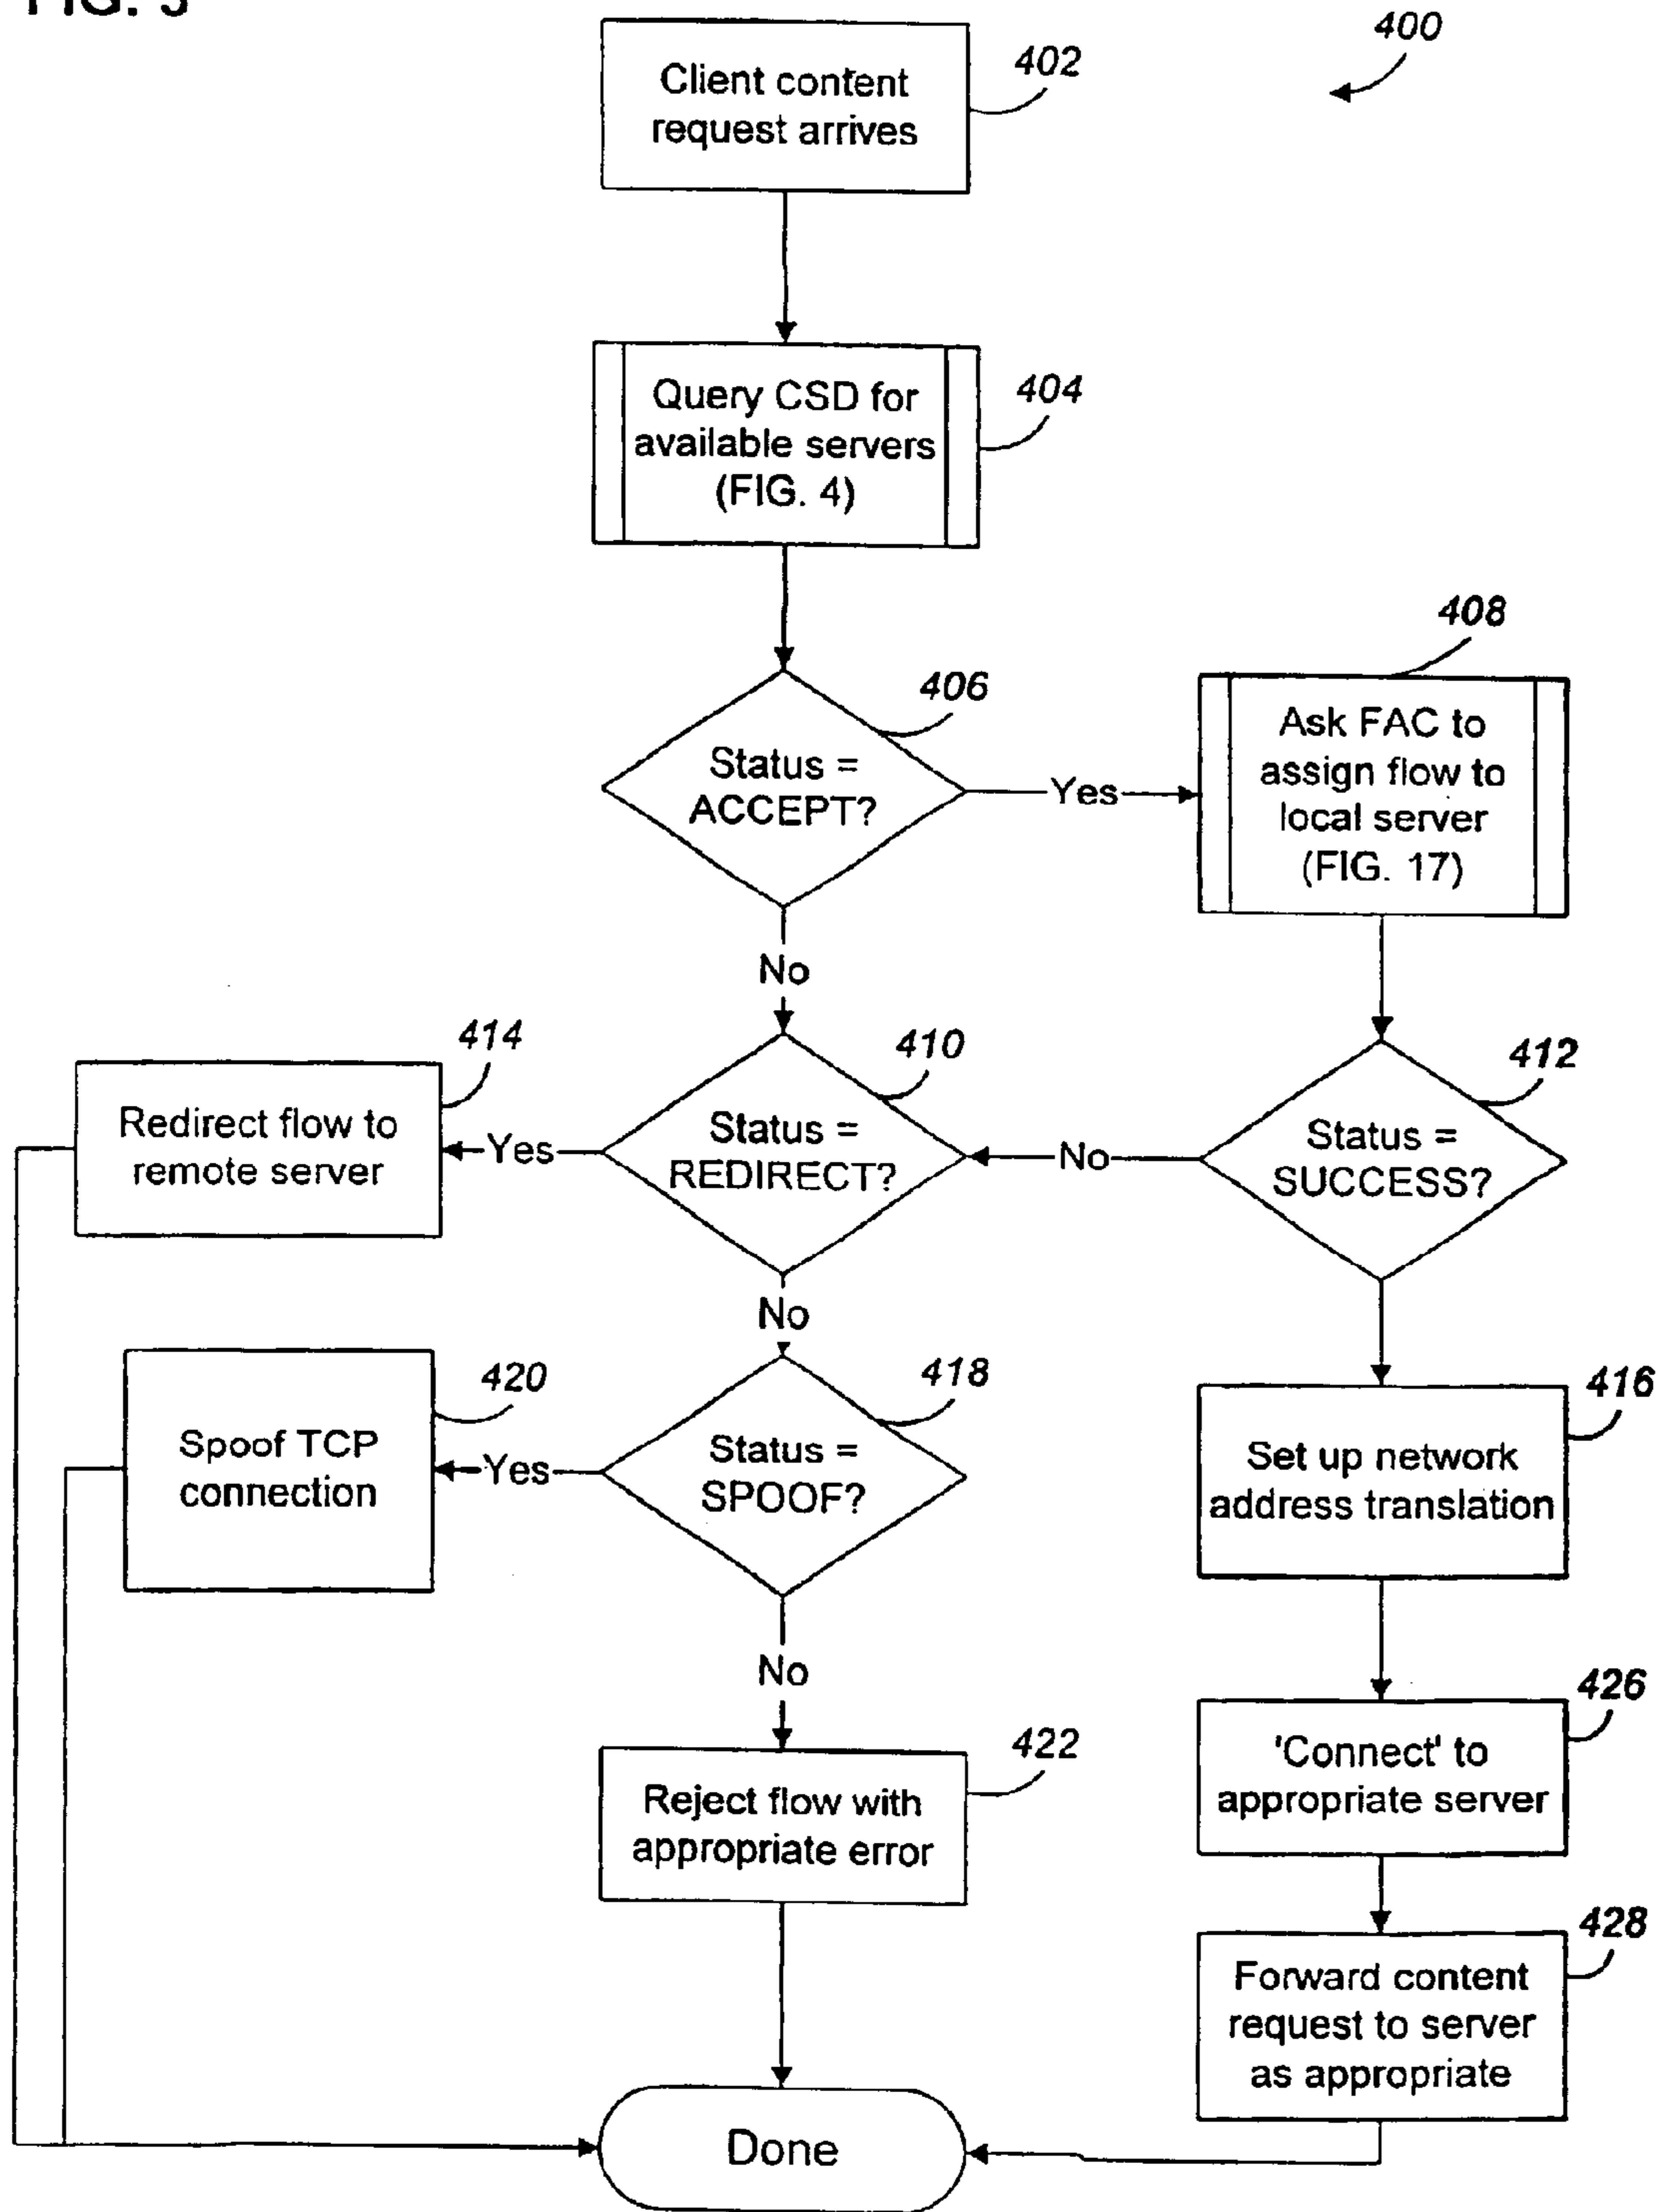 FIG. 3
400
Client content
request arrives
402
Query CSD for
available servers
(FIG. 4)
404
Status =
ACCEPT?
406
Yes
Ask FAC to
assign flow to
local server
(FIG. 17)
408
No
Redirect flow to
remote server
414
Yes
Status =
REDIRECT?
410
No
Status =
SUCCESS?
412
No
Spoof TCP
connection
420
Yes
Status =
SPOOF?
418
Set up network
address translation
416
No
Reject flow with
appropriate error
422
'Connect' to
appropriate server
426
Forward content
request to server
as appropriate
428
Done